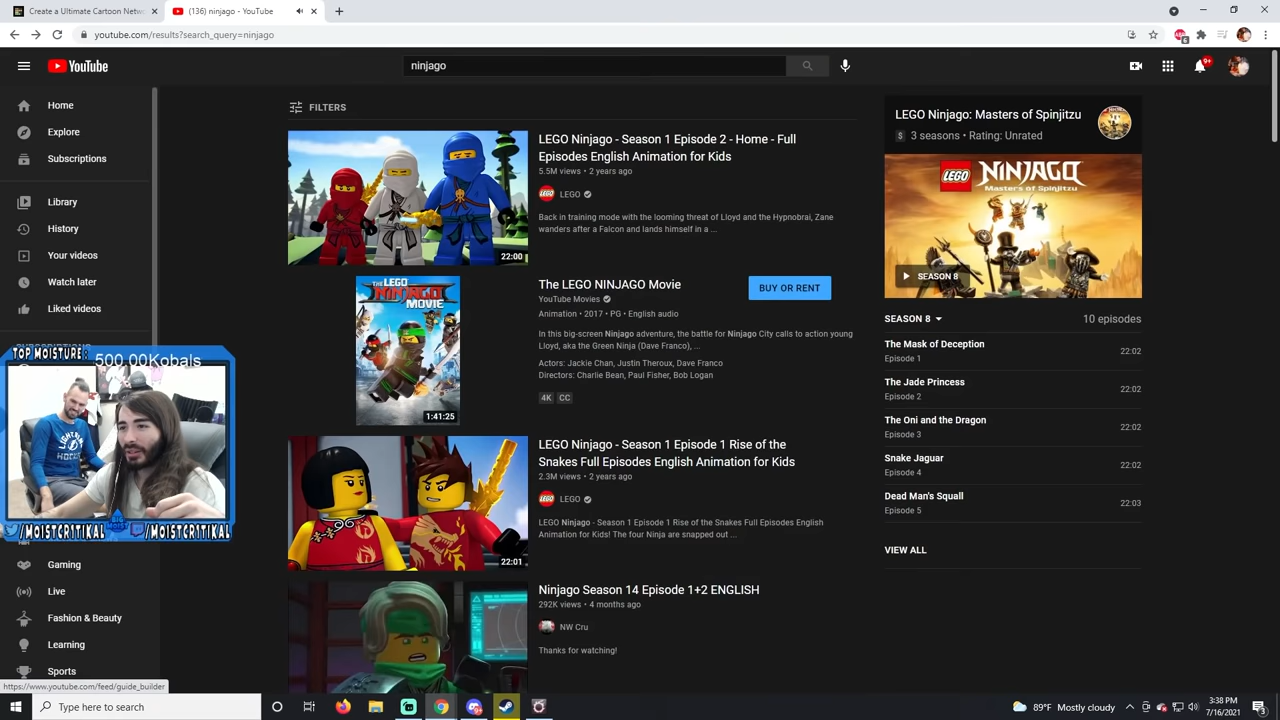 Create a Ultimate Cartoon Netw
(136) ninjago - YouTube
youtube.com/results?search_query=ninjago
6
YouTube
ninjago
9+
Home
Explore
Subscriptions
Library
History
Your videos
Watch later
Liked videos
Gaming
Live
Fashion & Beauty
Learning
Sports
https://www.youtube.com/feed/guide_builder
TOP MOISTURE:
500.00Kobals
LIGHTNING
HOCKEY
BIG MOIST
/MOISTCRITIKAL
/MOISTCRITIKAL
FILTERS
22:00
LEGO Ninjago - Season 1 Episode 2 - Home - Full
Episodes English Animation for Kids
5.5M views • 2 years ago
LEGO
Back in training mode with the looming threat of Lloyd and the Hypnobrai, Zane
wanders after a Falcon and lands himself in a ...
THE LEGO
NINJAGO
MOVIE
1:41:25
The LEGO NINJAGO Movie
YouTube Movies
Animation • 2017 • PG • English audio
In this big-screen Ninjago adventure, the battle for Ninjago City calls to action young
Lloyd, aka the Green Ninja (Dave Franco), ...
Actors: Jackie Chan, Justin Theroux, Dave Franco
Directors: Charlie Bean, Paul Fisher, Bob Logan
4K CC
BUY OR RENT
22:01
LEGO Ninjago - Season 1 Episode 1 Rise of the
Snakes Full Episodes English Animation for Kids
2.3M views • 2 years ago
LEGO
LEGO Ninjago - Season 1 Episode 1 Rise of the Snakes Full Episodes English
Animation for Kids! The four Ninja are snapped out ...
Ninjago Season 14 Episode 1+2 ENGLISH
292K views • 4 months ago
NW Cru
Thanks for watching!
LEGO Ninjago: Masters of Spinjitzu
$ 3 seasons • Rating: Unrated
LEGO NINJAGO
Masters of Spinjitzu
SEASON 8
SEASON 8
10 episodes
The Mask of Deception
Episode 1
22:02
The Jade Princess
Episode 2
22:02
The Oni and the Dragon
Episode 3
22:02
Snake Jaguar
Episode 4
22:02
Dead Man's Squall
Episode 5
22:03
VIEW ALL
Type here to search
89°F Mostly cloudy
3:38 PM
7/16/2021